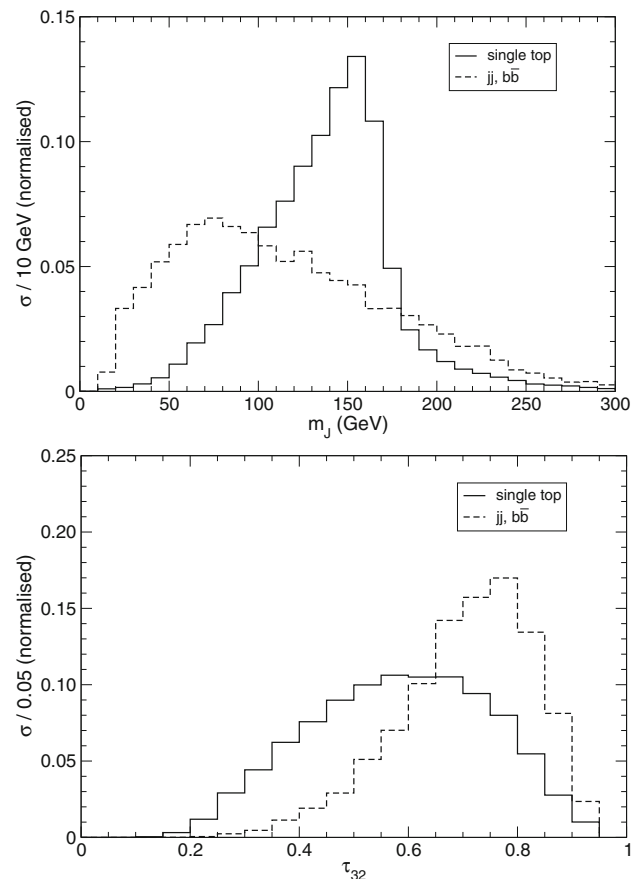 0.15
single top
jj, bb̅
σ / 10 GeV (normalised)
0.10
0.05
0
0 50 100 150 200 250 300
m_J (GeV)
0.25
single top
jj, bb̅
0.20
σ / 0.05 (normalised)
0.15
0.10
0.05
0.00
0 0.2 0.4 0.6 0.8 1
τ_32